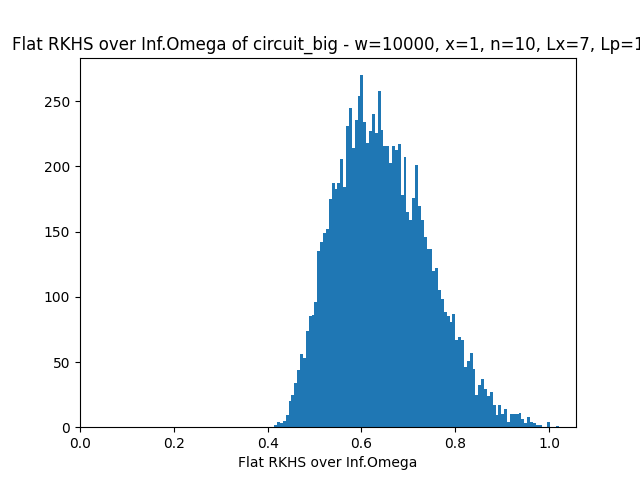 Flat RKHS over Inf.Omega of circuit_big - w=10000, x=1, n=10, Lx=7, Lp=1
250
200
150
100
50
0
0.0 0.2 0.4 0.6 0.8 1.0
Flat RKHS over Inf.Omega